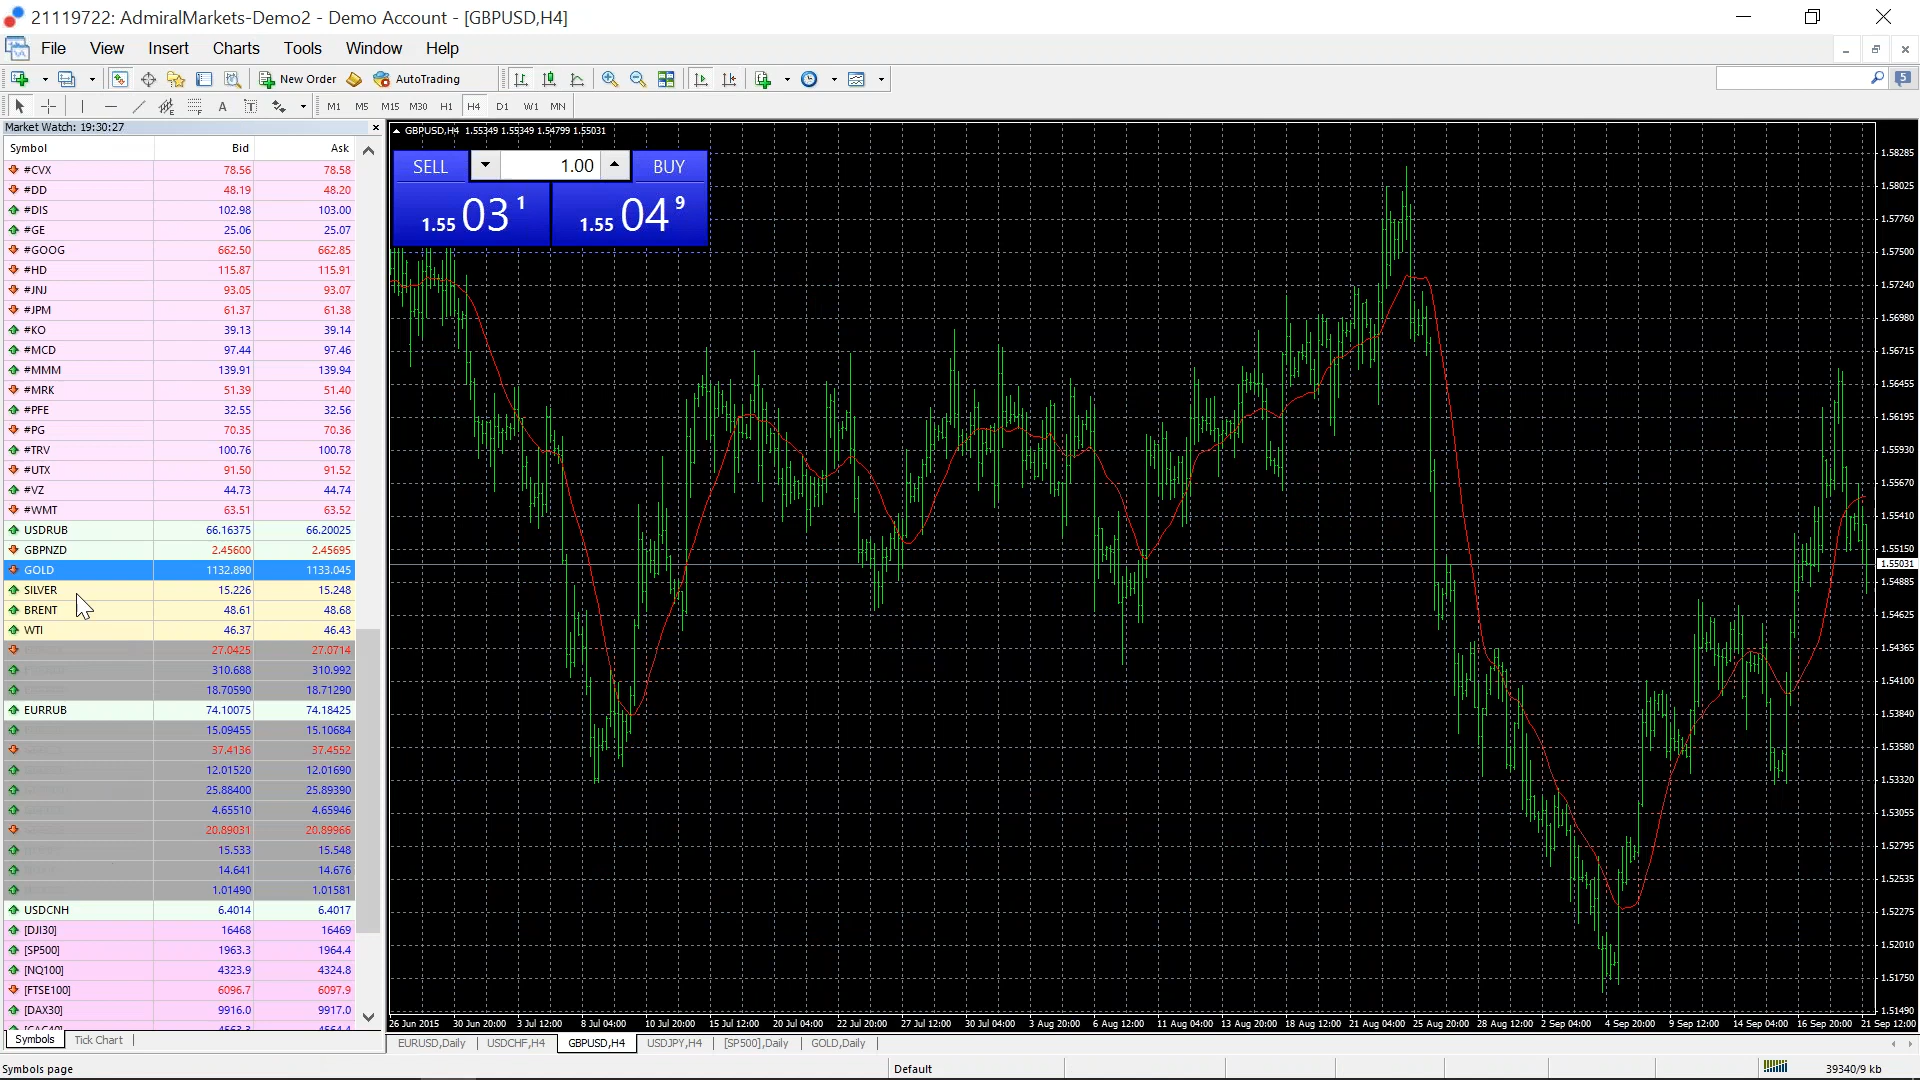 21119722: AdmiralMarkets-Demo2 - Demo Account - [GBPUSD,H4]
File View Insert Charts Tools Window Help
New Order AutoTrading 5
A T M1 M5 M15 M30 H1 H4 D1 W1 MN
Market Watch: 19:30:27
Symbol Bid Ask
#CVX 78.56 78.58
#DD 48.19 48.20
#DIS 102.98 103.00
#GE 25.06 25.07
#GOOG 662.50 662.85
#HD 115.87 115.91
#JNJ 93.05 93.07
#JPM 61.37 61.38
#KO 39.13 39.14
#MCD 97.44 97.46
#MMM 139.91 139.94
#MRK 51.39 51.40
#PFE 32.55 32.56
#PG 70.35 70.36
#TRV 100.76 100.78
#UTX 91.50 91.52
#VZ 44.73 44.74
#WMT 63.51 63.52
USDRUB 66.16375 66.20025
GBPNZD 2.45600 2.45695
GOLD 1132.890 1133.045
SILVER 15.226 15.248
BRENT 48.61 48.68
WTI 46.37 46.43
27.0425 27.0714
310.688 310.992
18.70590 18.71290
EURRUB 74.10075 74.18425
15.09455 15.10684
37.4136 37.4552
12.01520 12.01690
25.88400 25.89390
4.65510 4.65946
20.89031 20.89966
15.533 15.548
14.641 14.676
1.01490 1.01581
USDCNH 6.4014 6.4017
[DJI30] 16468 16469
[SP500] 1963.3 1964.4
[NQ100] 4323.9 4324.8
[FTSE100] 6096.7 6097.9
[DAX30] 9916.0 9917.0
Symbols Tick Chart
GBPUSD,H4 1.55349 1.55349 1.54799 1.55031
SELL 1.00 BUY
1.55 03 1 1.55 04 9
1.58285
1.58025
1.57760
1.57500
1.57240
1.56980
1.56715
1.56455
1.56195
1.55930
1.55670
1.55410
1.55150
1.55031
1.54885
1.54625
1.54365
1.54100
1.53840
1.53580
1.53320
1.53055
1.52795
1.52535
1.52275
1.52010
1.51750
1.51490
26 Jun 2015 30 Jun 20:00 3 Jul 12:00 8 Jul 04:00 10 Jul 20:00 15 Jul 12:00 20 Jul 04:00 22 Jul 20:00 27 Jul 12:00 30 Jul 04:00 3 Aug 20:00 6 Aug 12:00 11 Aug 04:00 13 Aug 20:00 18 Aug 12:00 21 Aug 04:00 25 Aug 20:00 28 Aug 12:00 2 Sep 04:00 4 Sep 20:00 9 Sep 12:00 14 Sep 04:00 16 Sep 20:00 21 Sep 12:00
EURUSD,Daily USDCHF,H4 GBPUSD,H4 USDJPY,H4 [SP500],Daily GOLD,Daily
Symbols page Default 39340/9 kb